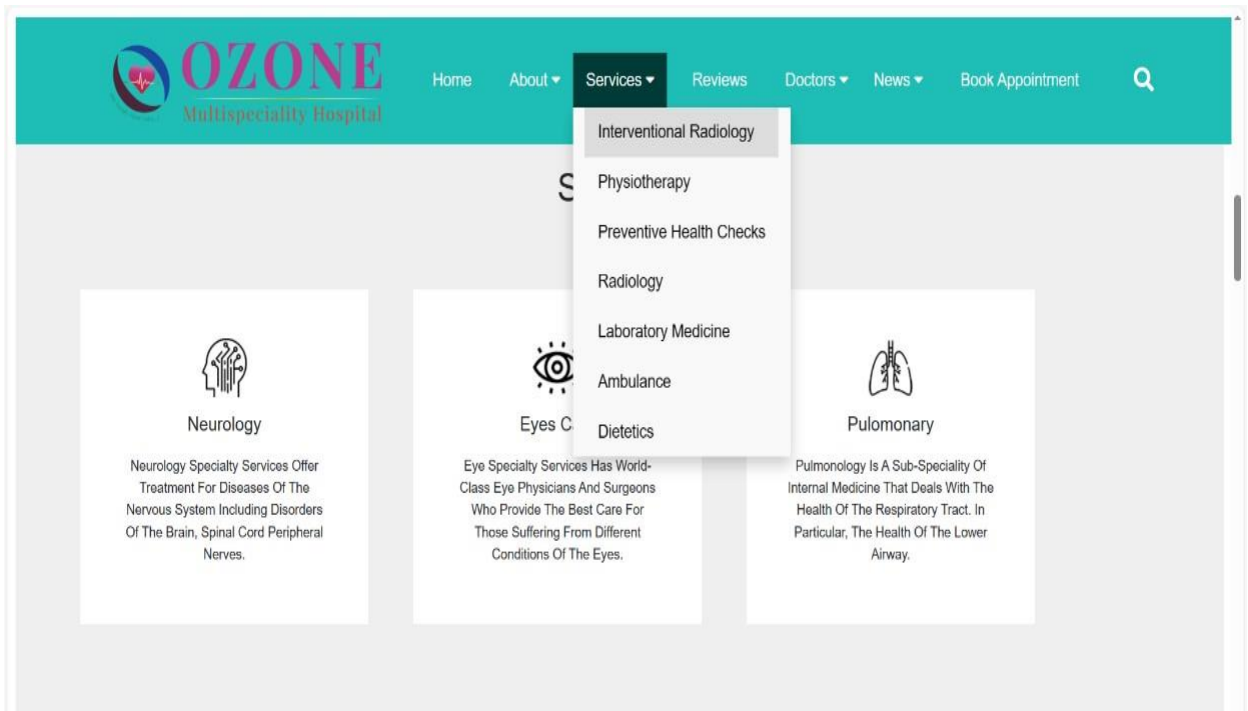 OZONE
Multispeciality Hospital
Home About Services Reviews Doctors News Book Appointment
Interventional Radiology
Physiotherapy
Preventive Health Checks
Radiology
Laboratory Medicine
Ambulance
Dietetics
S
Neurology
Neurology Specialty Services Offer
Treatment For Diseases Of The
Nervous System Including Disorders
Of The Brain, Spinal Cord Peripheral
Nerves.
Eyes C
Eye Specialty Services Has World-
Class Eye Physicians And Surgeons
Who Provide The Best Care For
Those Suffering From Different
Conditions Of The Eyes.
Pulomonary
Pulmonology Is A Sub-Speciality Of
Internal Medicine That Deals With The
Health Of The Respiratory Tract. In
Particular, The Health Of The Lower
Airway.